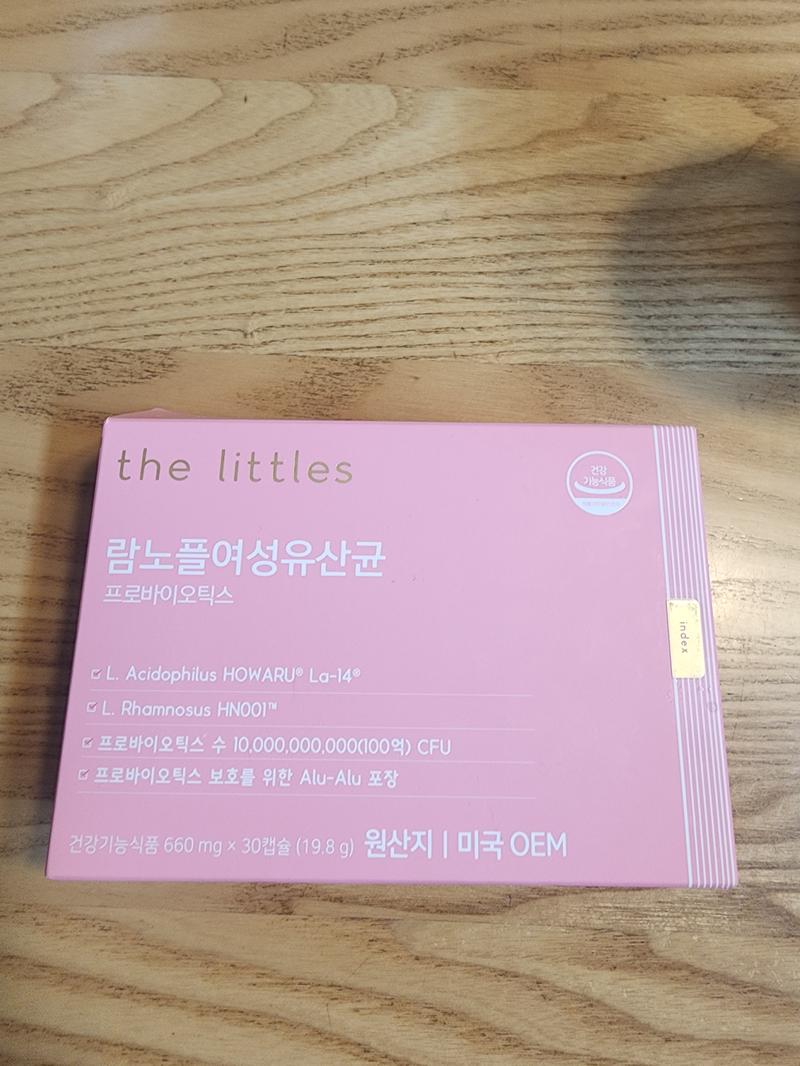 the littles
건강
기능식품
람노플여성유산균
프로바이오틱스
index
L. Acidophilus HOWARU® La-14®
L. Rhamnosus HN001™
프로바이오틱스 수 10,000,000,000(100억) CFU
프로바이오틱스 보호를 위한 Alu-Alu 포장
건강기능식품 660 mg × 30캡슐 (19.8 g) 원산지 | 미국 OEM